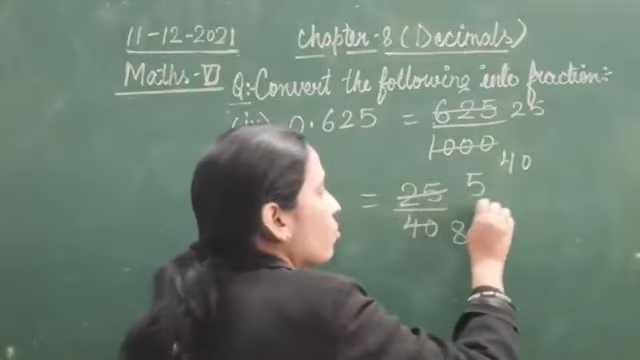 11-12-2021 Chapter-8 (Decimals)
Maths-VI Q:-Convert the following into fraction:-
(ii) 0.625 = 625 25
1000 40
= 25 5
40 8